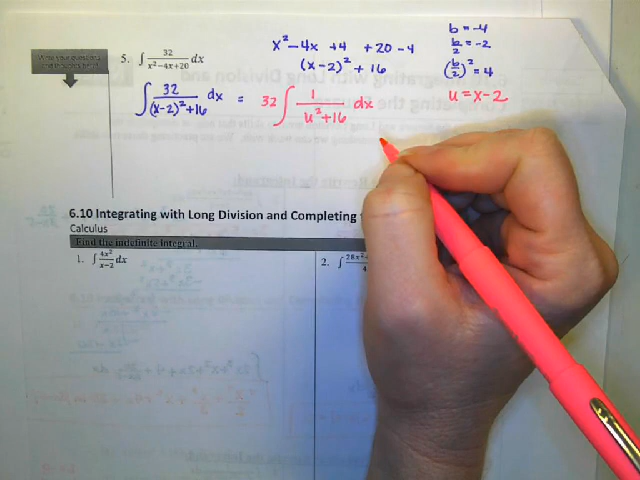 5. ∫ 32/(x²−4x+20) dx
x² − 4x + 4 + 20 − 4
(x−2)² + 16
b = −4
b/2 = −2
(b/2)² = 4
∫ 32/((x−2)²+16) dx = 32 ∫ 1/(u²+16) dx
u = x−2
6.10 Integrating with Long Division and Completing
Calculus
Find the indefinite integral.
1. ∫ 4x²/(x−2) dx
2. ∫